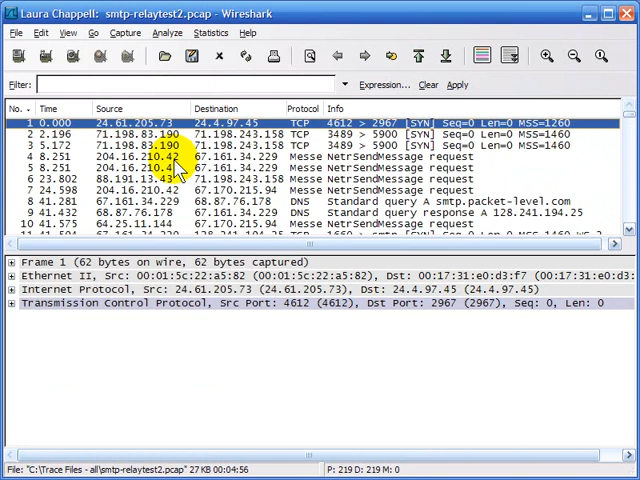 Laura Chappell: smtp-relaytest2.pcap - Wireshark
File Edit View Go Capture Analyze Statistics Help
Filter: Expression... Clear Apply
No. Time Source Destination Protocol Info
1 0.000 24.61.205.73 24.4.97.45 TCP 4612 > 2967 [SYN] Seq=0 Len=0 MSS=1260
2 2.196 71.198.83.190 71.198.243.158 TCP 3489 > 5900 [SYN] Seq=0 Len=0 MSS=1460
3 5.172 71.198.83.190 71.198.243.158 TCP 3489 > 5900 [SYN] Seq=0 Len=0 MSS=1460
4 8.251 204.16.210.42 67.161.34.229 Messe NetrSendMessage request
5 8.251 204.16.210.4 67.161.34.229 Messe NetrSendMessage request
6 23.802 88.191.13.43 71.198.243.158 Messe NetrSendMessage request
7 24.598 204.16.210.42 67.170.215.94 Messe NetrSendMessage request
8 41.281 67.161.34.229 68.87.76.178 DNS Standard query A smtp.packet-level.com
9 41.432 68.87.76.178 67.161.34.229 DNS Standard query response A 128.241.194.25
10 41.575 64.25.11.144 67.170.215.94 Messe NetrSendMessage request
Frame 1 (62 bytes on wire, 62 bytes captured)
Ethernet II, Src: 00:01:5c:22:a5:82 (00:01:5c:22:a5:82), Dst: 00:17:31:e0:d3:f7 (00:17:31:e0:d3:
Internet Protocol, Src: 24.61.205.73 (24.61.205.73), Dst: 24.4.97.45 (24.4.97.45)
Transmission Control Protocol, Src Port: 4612 (4612), Dst Port: 2967 (2967), Seq: 0, Len: 0
File: "C:\Trace Files - all\smtp-relaytest2.pcap" 27 KB 00:04:56 P: 219 D: 219 M: 0